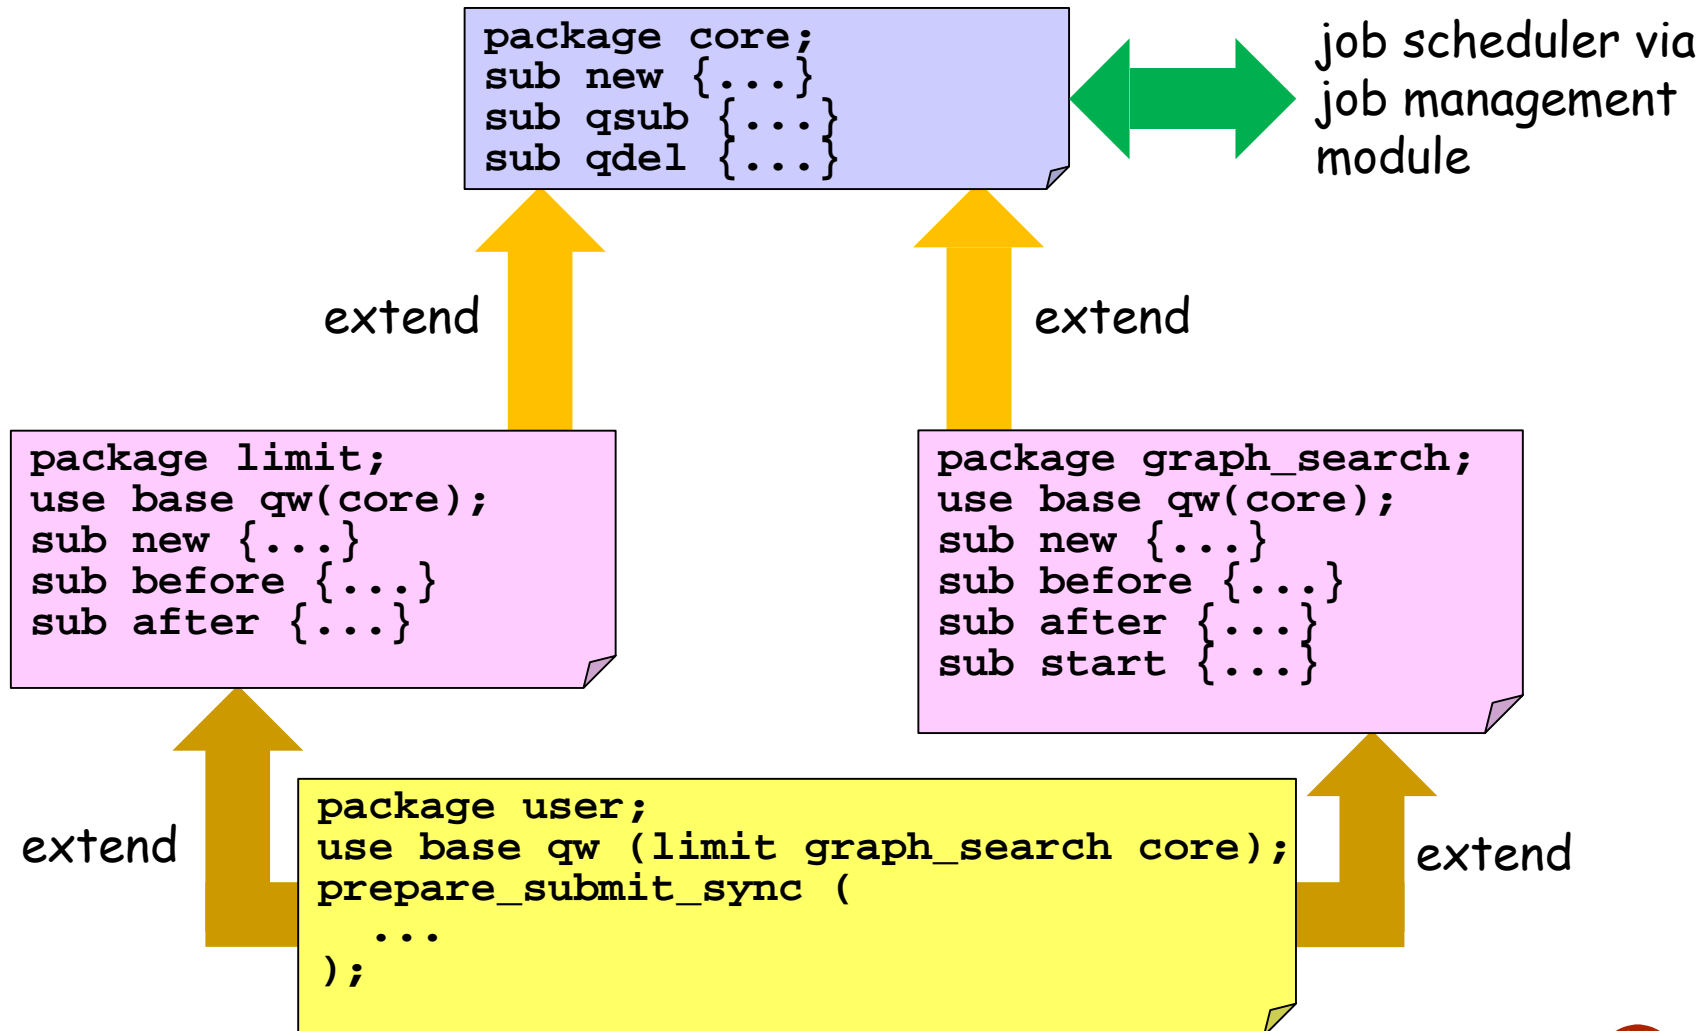 package core;
sub new {...}
sub qsub {...}
sub qdel {...}
job scheduler via
job management
module
extend
extend
package limit;
use base qw(core);
sub new {...}
sub before {...}
sub after {...}
package graph_search;
use base qw(core);
sub new {...}
sub before {...}
sub after {...}
sub start {...}
extend
package user;
use base qw (limit graph_search core);
prepare_submit_sync (
  ...
);
extend